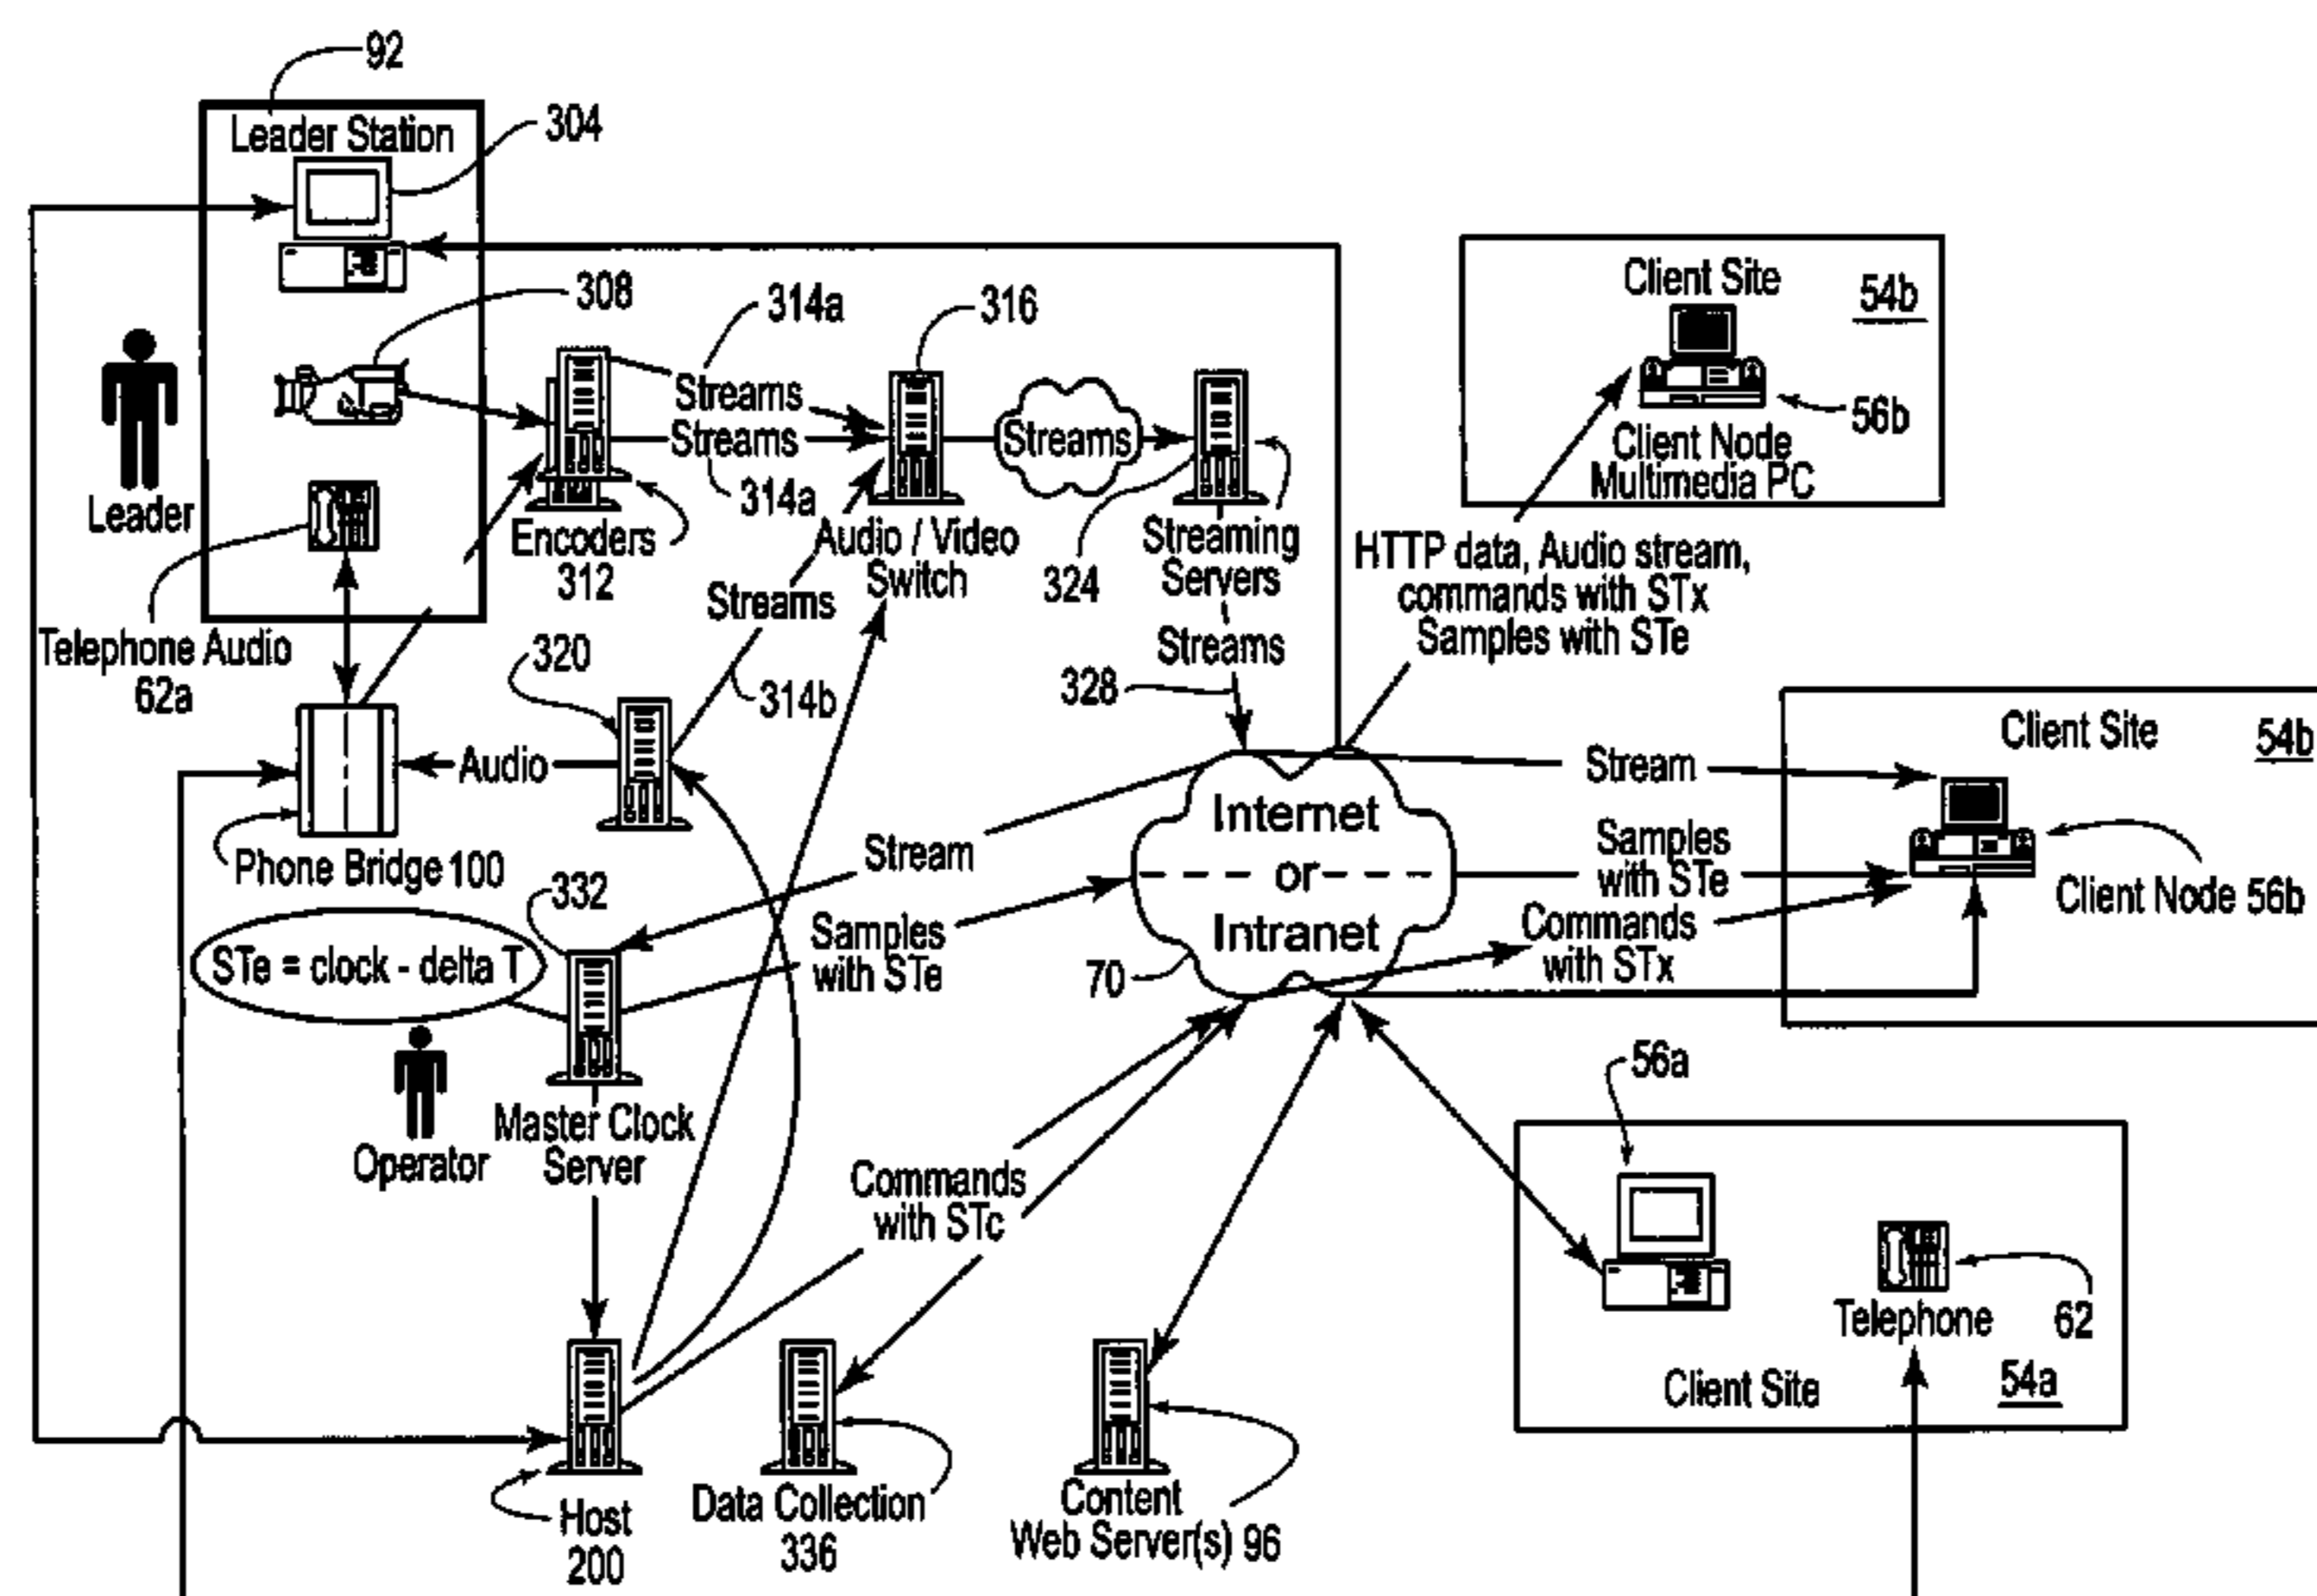 92
Leader Station
304
308
314a
316
Client Site
54b
56b
Client Node
Multimedia PC
Leader
Streams
Streams
Streams
314a
Encoders
312
Audio / Video
Switch
324
Streaming
Servers
HTTP data, Audio stream,
commands with STx
Samples with STe
Streams
Streams
328
Telephone Audio
62a
320
314b
Audio
Phone Bridge 100
Client Site
54b
Stream
Internet
or
Intranet
Stream
Samples
with STe
Client Node 56b
332
STe = clock - delta T
Samples
with STe
70
Commands
with STx
Operator
Master Clock
Server
56a
Commands
with STc
Telephone
62
Client Site
54a
Host
200
Data Collection
336
Content
Web Server(s) 96